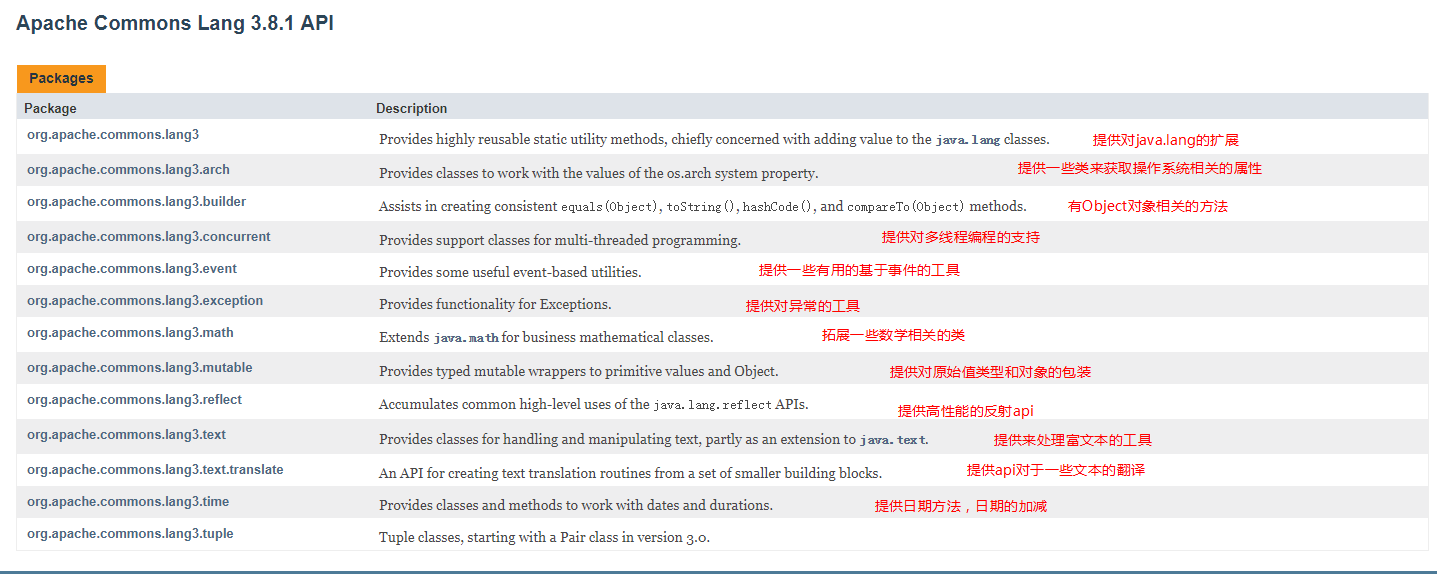 Apache Commons Lang 3.8.1 API
Packages
Package Description
org.apache.commons.lang3 Provides highly reusable static utility methods, chiefly concerned with adding value to the java.lang classes. 提供对java.lang的扩展
org.apache.commons.lang3.arch Provides classes to work with the values of the os.arch system property. 提供一些类来获取操作系统相关的属性
org.apache.commons.lang3.builder Assists in creating consistent equals(Object), toString(), hashCode(), and compareTo(Object) methods. 有Object对象相关的方法
org.apache.commons.lang3.concurrent Provides support classes for multi-threaded programming. 提供对多线程编程的支持
org.apache.commons.lang3.event Provides some useful event-based utilities. 提供一些有用的基于事件的工具
org.apache.commons.lang3.exception Provides functionality for Exceptions. 提供对异常的工具
org.apache.commons.lang3.math Extends java.math for business mathematical classes. 拓展一些数学相关的类
org.apache.commons.lang3.mutable Provides typed mutable wrappers to primitive values and Object. 提供对原始值类型和对象的包装
org.apache.commons.lang3.reflect Accumulates common high-level uses of the java.lang.reflect APIs. 提供高性能的反射api
org.apache.commons.lang3.text Provides classes for handling and manipulating text, partly as an extension to java.text. 提供来处理富文本的工具
org.apache.commons.lang3.text.translate An API for creating text translation routines from a set of smaller building blocks. 提供api对于一些文本的翻译
org.apache.commons.lang3.time Provides classes and methods to work with dates and durations. 提供日期方法，日期的加减
org.apache.commons.lang3.tuple Tuple classes, starting with a Pair class in version 3.0.